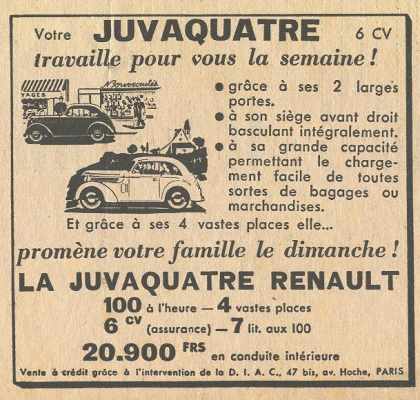 Votre JUVAQUATRE 6 CV
travaille pour vous la semaine !
YAGES
Nouveautés
● grâce à ses 2 larges
portes.
● à son siège avant droit
basculant intégralement.
● à sa grande capacité
permettant le charge-
ment facile de toutes
sortes de bagages ou
marchandises.
Et grâce à ses 4 vastes places elle...
promène votre famille le dimanche !
LA JUVAQUATRE RENAULT
100 à l'heure — 4 vastes places
6 CV (assurance) — 7 lit. aux 100
20.900 FRS en conduite intérieure
Vente à crédit grâce à l'intervention de la D. I. A. C., 47 bis, av. Hoche, PARIS